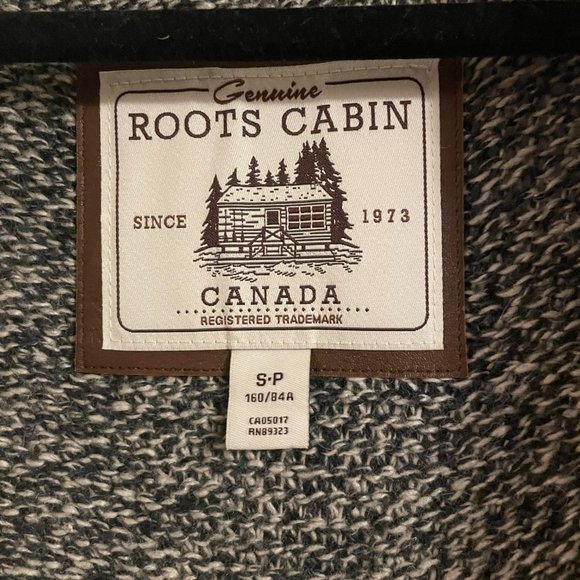 Genuine
ROOTS CABIN
SINCE 1973
CANADA
REGISTERED TRADEMARK
S•P
160/84A
CA05017
RN89323